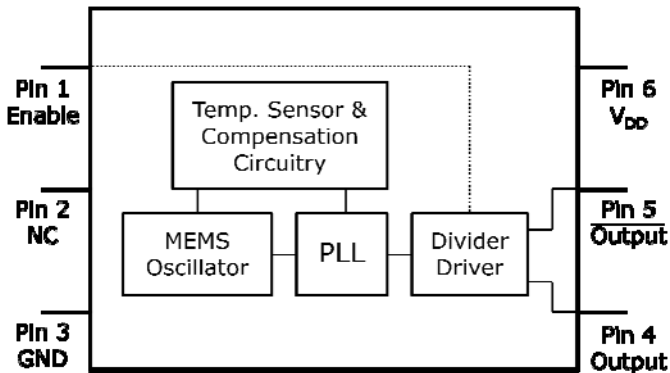 Pin 1
Enable
Pin 2
NC
Pin 3
GND
Temp. Sensor &
Compensation
Circuitry
MEMS
Oscillator
PLL
Divider
Driver
Pin 6
VDD
Pin 5
Output
Pin 4
Output